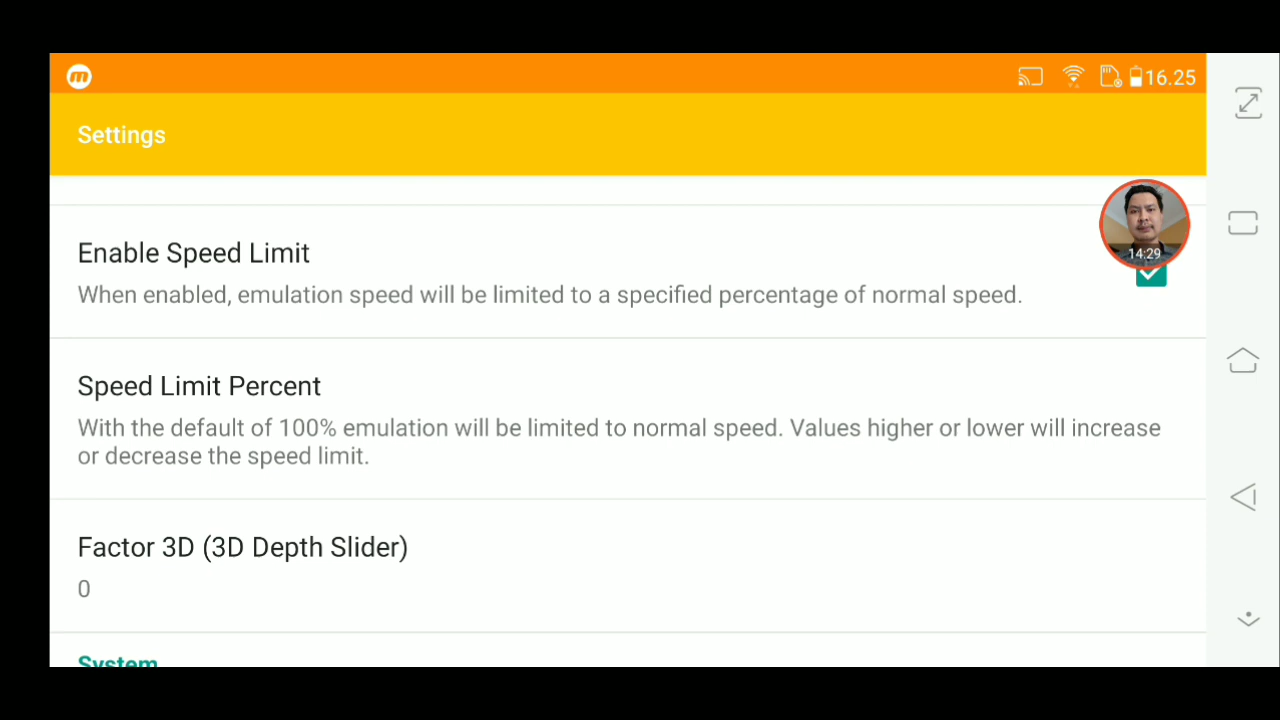 16.25
Settings
14:29
Enable Speed Limit
When enabled, emulation speed will be limited to a specified percentage of normal speed.
Speed Limit Percent
With the default of 100% emulation will be limited to normal speed. Values higher or lower will increase
or decrease the speed limit.
Factor 3D (3D Depth Slider)
0
System